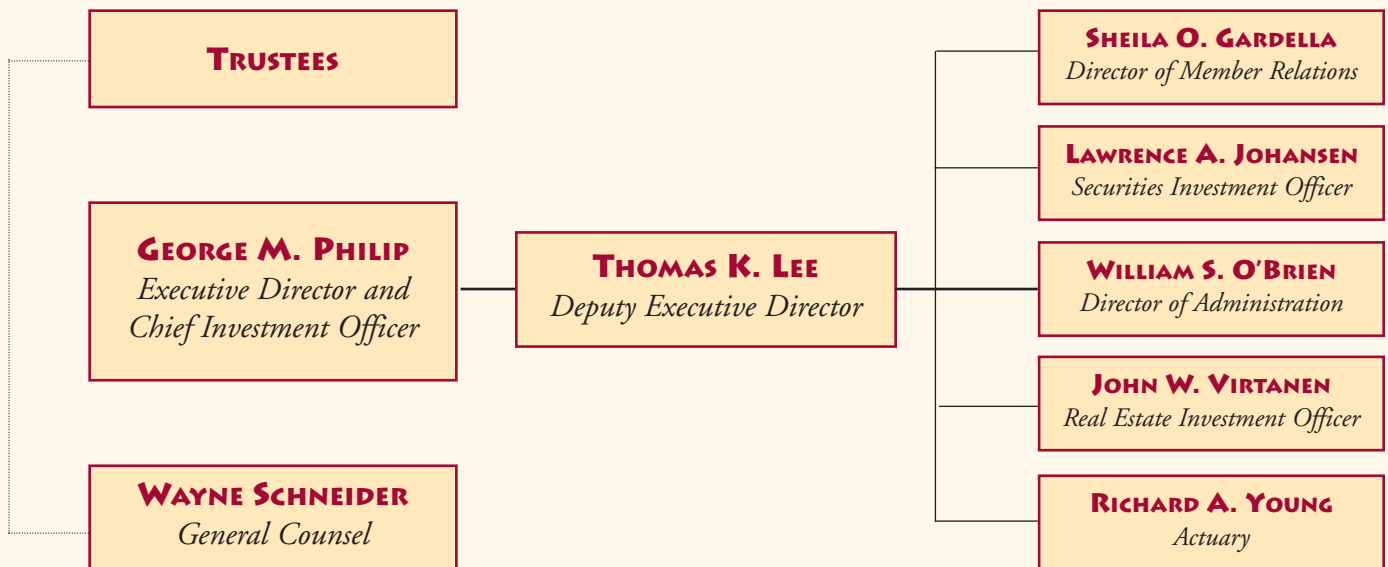 TRUSTEES
GEORGE M. PHILIP
Executive Director and
Chief Investment Officer
WAYNE SCHNEIDER
General Counsel
THOMAS K. LEE
Deputy Executive Director
SHEILA O. GARDELLA
Director of Member Relations
LAWRENCE A. JOHANSEN
Securities Investment Officer
WILLIAM S. O'BRIEN
Director of Administration
JOHN W. VIRTANEN
Real Estate Investment Officer
RICHARD A. YOUNG
Actuary